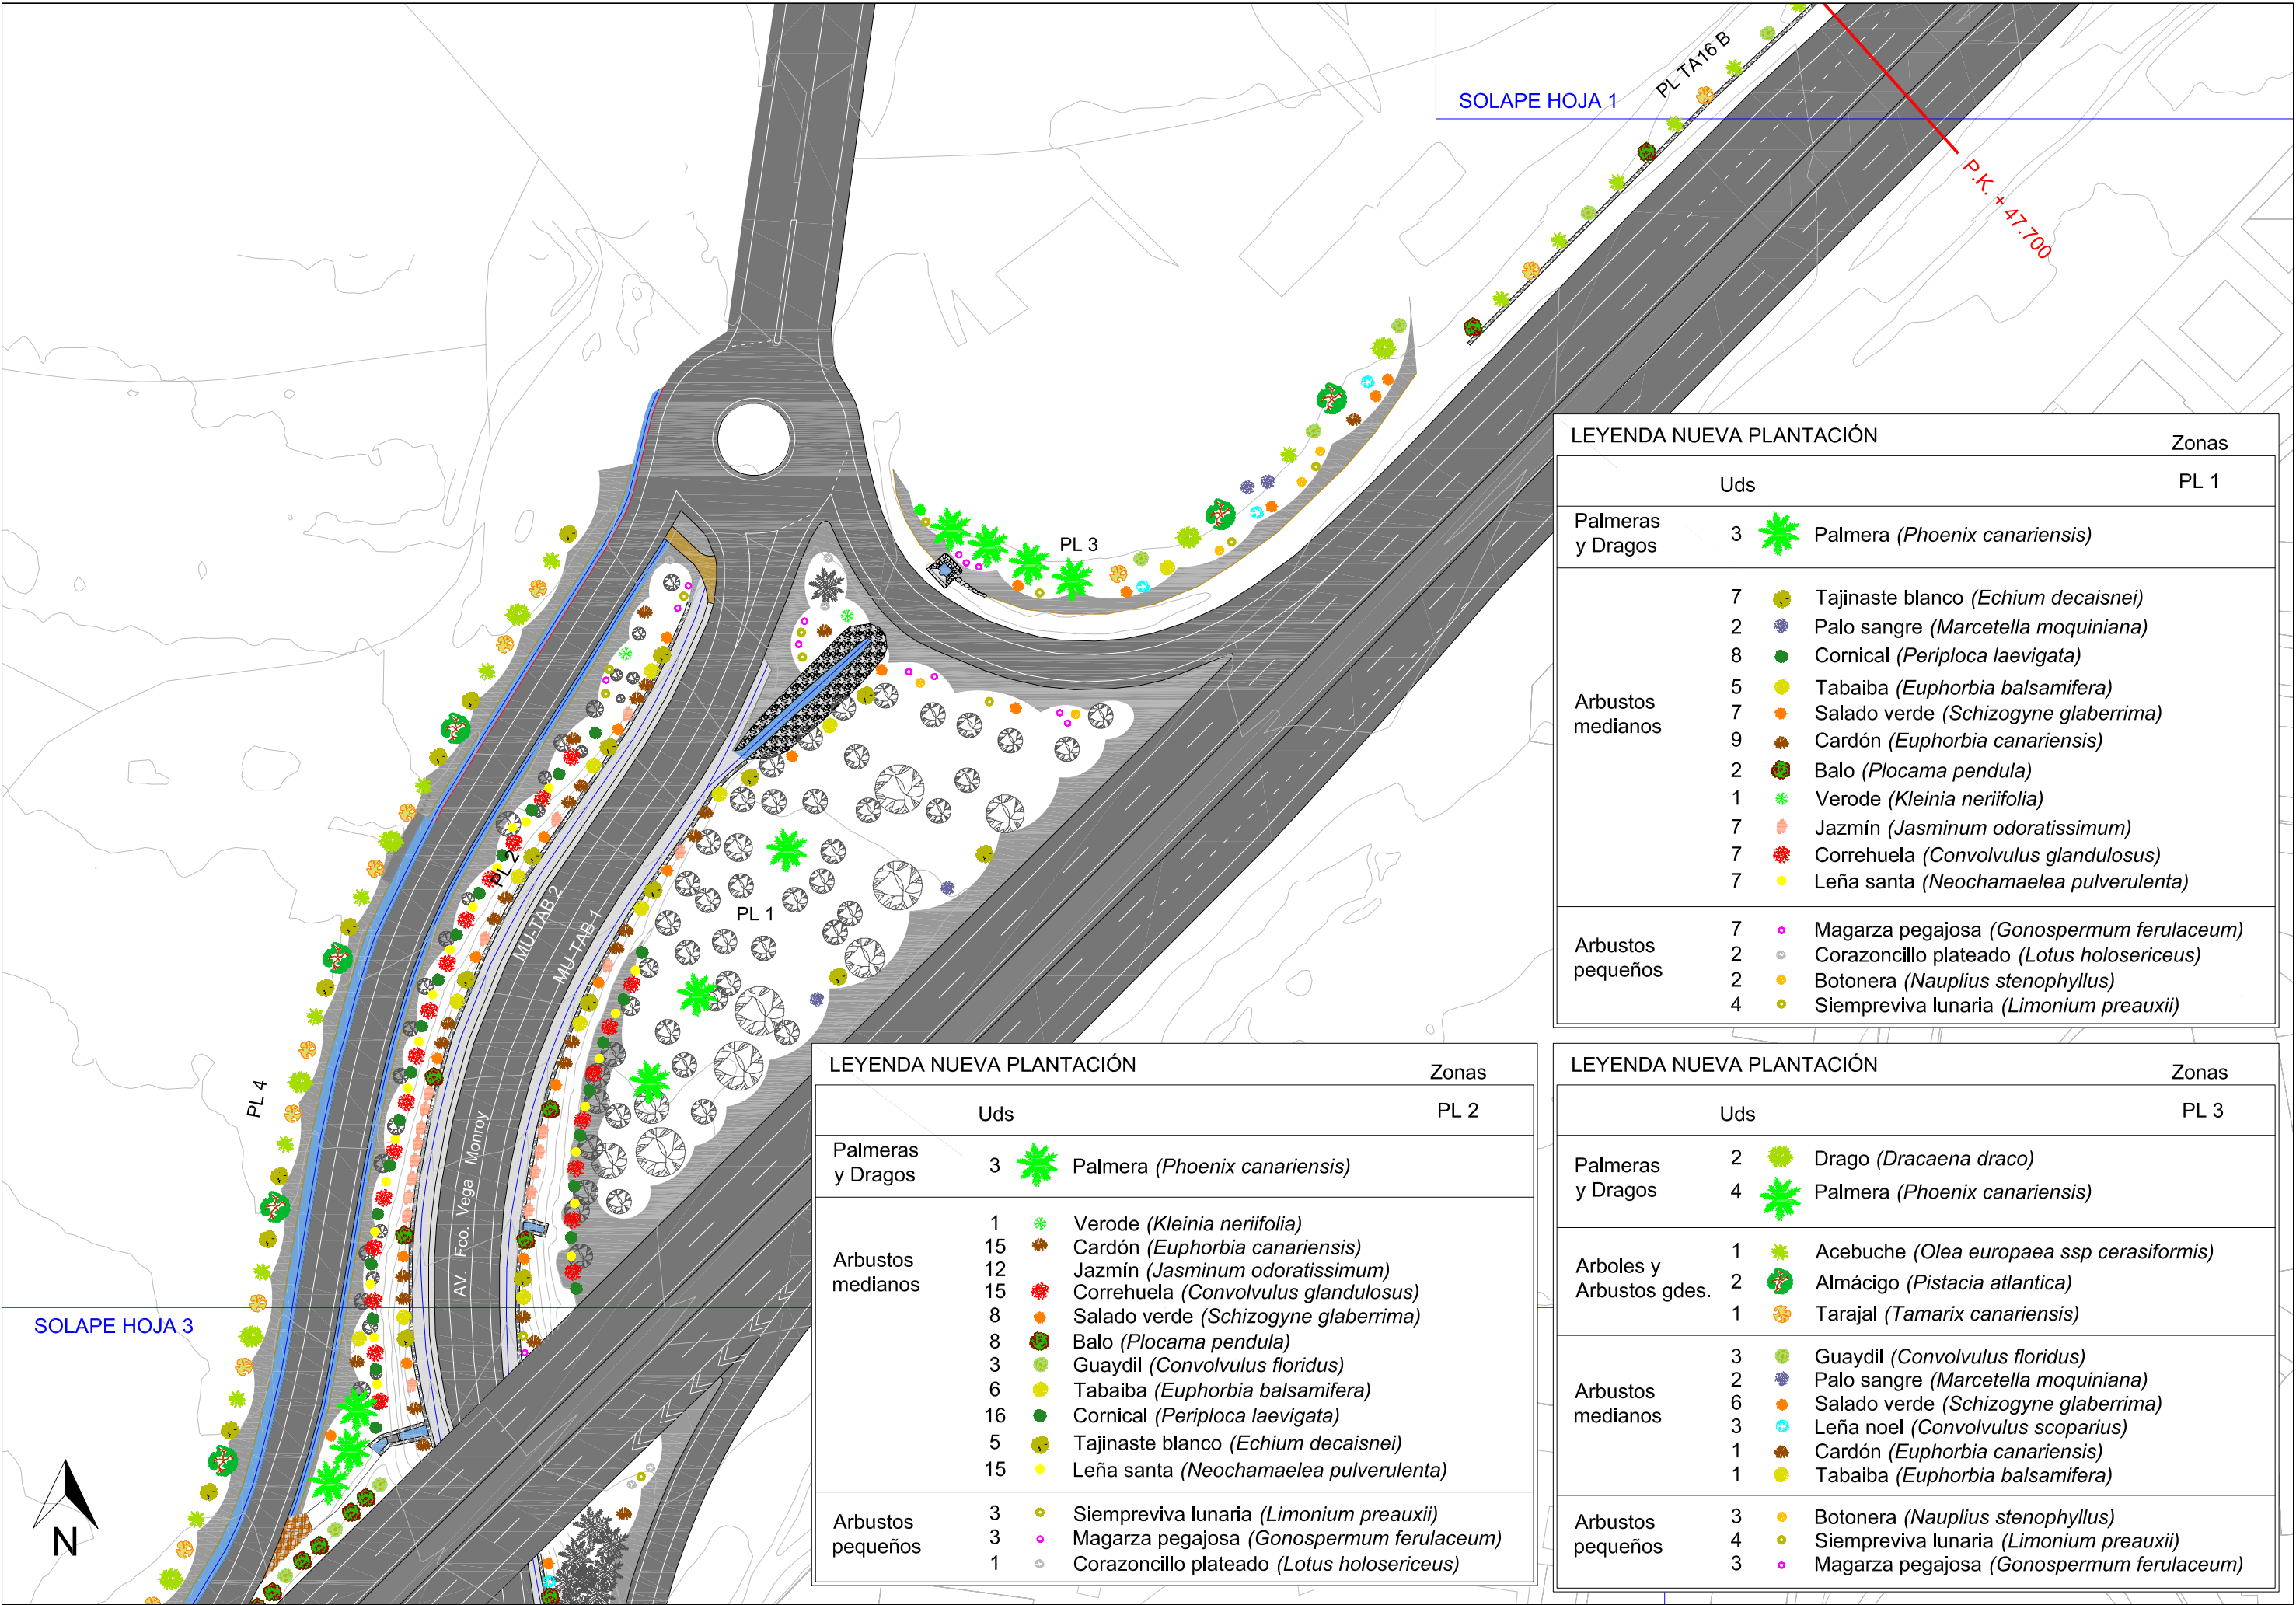 PL TA16 B
SOLAPE HOJA 1
P.K. + 47.700
PL 3
PL 2
MU-TAB 2
MU-TAB 1
PL 1
PL 4
AV. Fco. Vega Monroy
SOLAPE HOJA 3
N
LEYENDA NUEVA PLANTACIÓN
Zonas
Uds
PL 1
Palmeras
y Dragos
3 Palmera (Phoenix canariensis)
Arbustos
medianos
7 Tajinaste blanco (Echium decaisnei)
2 Palo sangre (Marcetella moquiniana)
8 Cornical (Periploca laevigata)
5 Tabaiba (Euphorbia balsamifera)
7 Salado verde (Schizogyne glaberrima)
9 Cardón (Euphorbia canariensis)
2 Balo (Plocama pendula)
1 Verode (Kleinia neriifolia)
7 Jazmín (Jasminum odoratissimum)
7 Correhuela (Convolvulus glandulosus)
7 Leña santa (Neochamaelea pulverulenta)
Arbustos
pequeños
7 Magarza pegajosa (Gonospermum ferulaceum)
2 Corazoncillo plateado (Lotus holosericeus)
2 Botonera (Nauplius stenophyllus)
4 Siempreviva lunaria (Limonium preauxii)
LEYENDA NUEVA PLANTACIÓN
Zonas
Uds
PL 2
Palmeras
y Dragos
3 Palmera (Phoenix canariensis)
Arbustos
medianos
1 Verode (Kleinia neriifolia)
15 Cardón (Euphorbia canariensis)
12 Jazmín (Jasminum odoratissimum)
15 Correhuela (Convolvulus glandulosus)
8 Salado verde (Schizogyne glaberrima)
8 Balo (Plocama pendula)
3 Guaydil (Convolvulus floridus)
6 Tabaiba (Euphorbia balsamifera)
16 Cornical (Periploca laevigata)
5 Tajinaste blanco (Echium decaisnei)
15 Leña santa (Neochamaelea pulverulenta)
Arbustos
pequeños
3 Siempreviva lunaria (Limonium preauxii)
3 Magarza pegajosa (Gonospermum ferulaceum)
1 Corazoncillo plateado (Lotus holosericeus)
LEYENDA NUEVA PLANTACIÓN
Zonas
Uds
PL 3
Palmeras
y Dragos
2 Drago (Dracaena draco)
4 Palmera (Phoenix canariensis)
Arboles y
Arbustos gdes.
1 Acebuche (Olea europaea ssp cerasiformis)
2 Almácigo (Pistacia atlantica)
1 Tarajal (Tamarix canariensis)
Arbustos
medianos
3 Guaydil (Convolvulus floridus)
2 Palo sangre (Marcetella moquiniana)
6 Salado verde (Schizogyne glaberrima)
3 Leña noel (Convolvulus scoparius)
1 Cardón (Euphorbia canariensis)
1 Tabaiba (Euphorbia balsamifera)
Arbustos
pequeños
3 Botonera (Nauplius stenophyllus)
4 Siempreviva lunaria (Limonium preauxii)
3 Magarza pegajosa (Gonospermum ferulaceum)